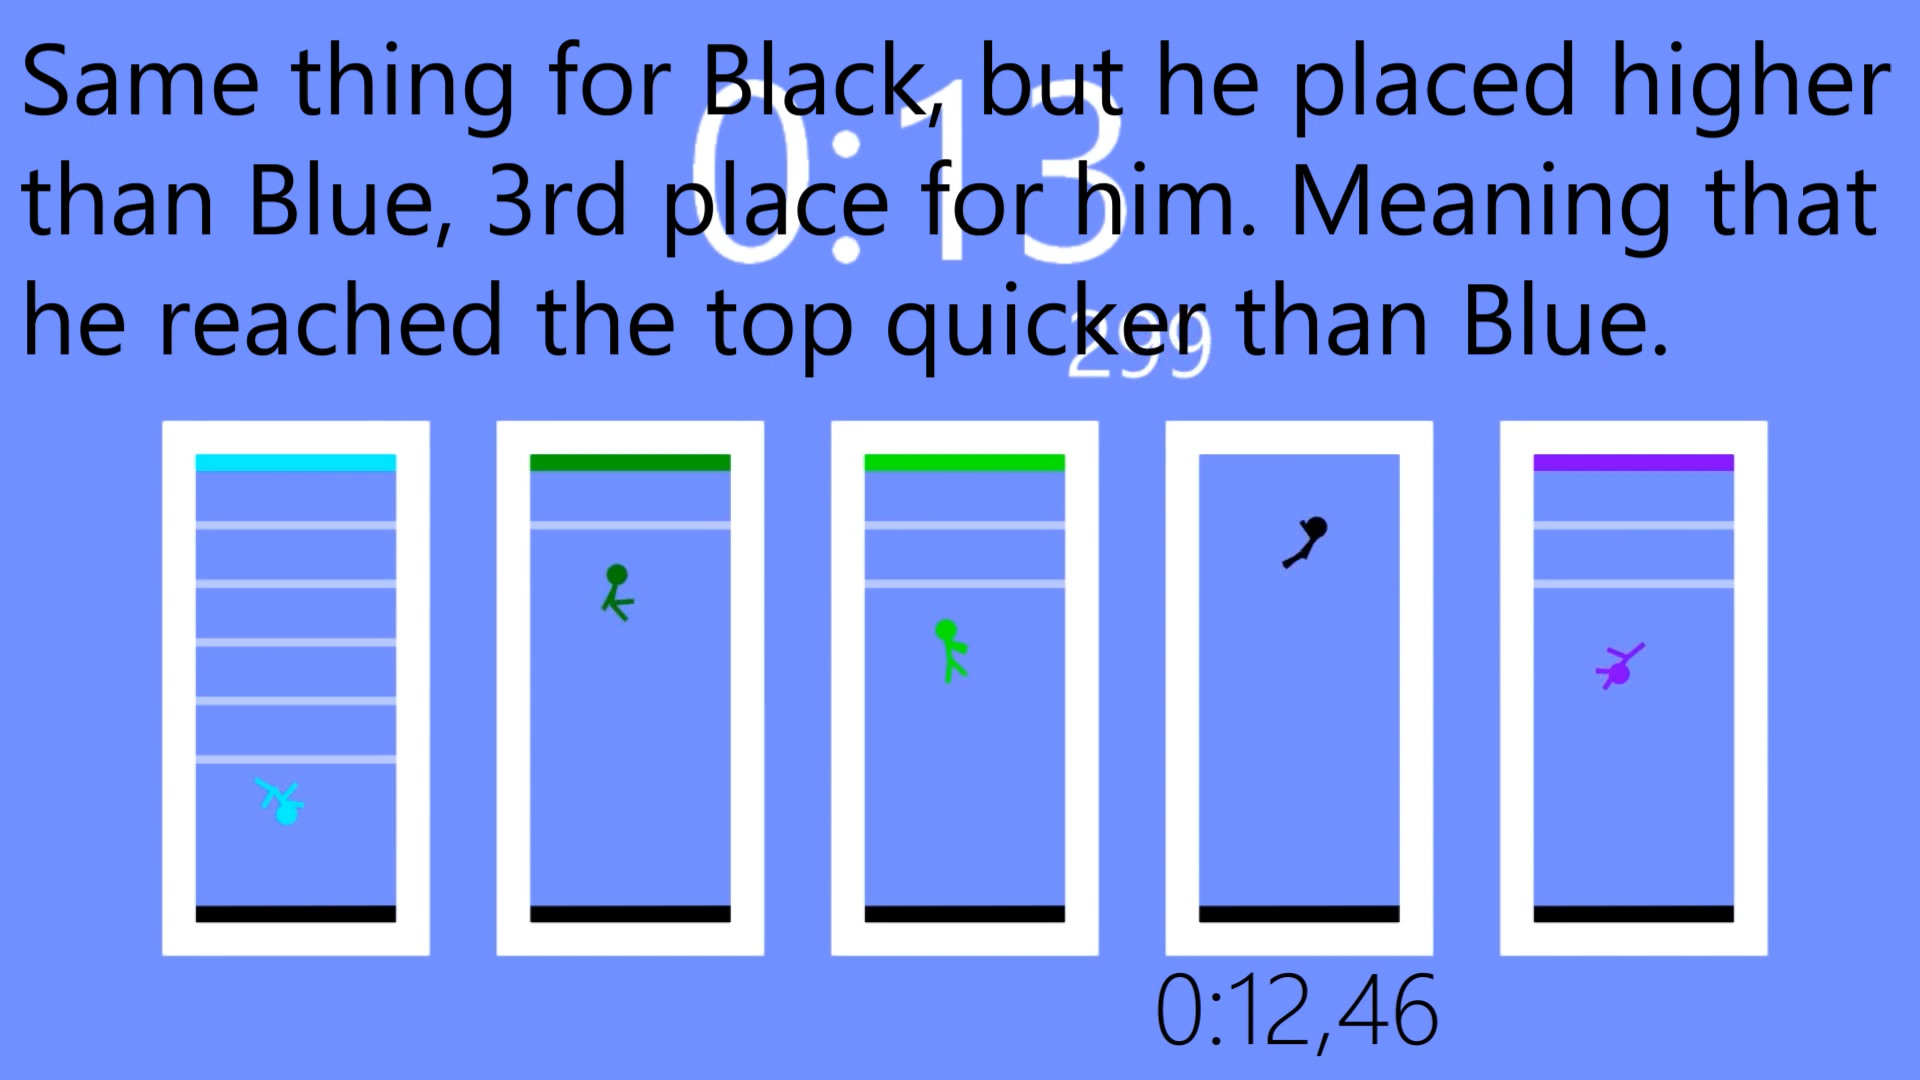 Same thing for Black, but he placed higher
than Blue, 3rd place for him. Meaning that
he reached the top quicker than Blue.
0:13
299
0:12,46